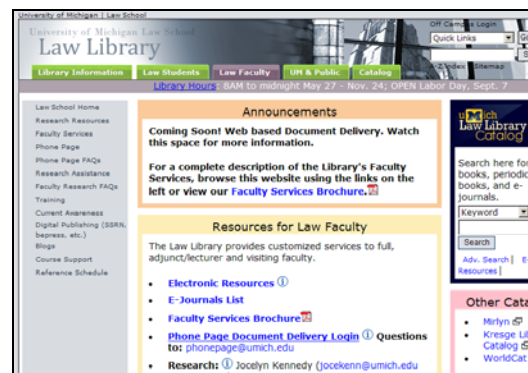 University of Michigan | Law School
University of Michigan Law School
Law Library
Off Campus Login
Quick Links
A-Z Index Sitemap
Library Information Law Students Law Faculty UM & Public Catalog
Library Hours: 8AM to midnight May 27 - Nov. 24; OPEN Labor Day, Sept. 7
Law School Home
Research Resources
Faculty Services
Phone Page
Phone Page FAQs
Research Assistance
Faculty Research FAQs
Training
Current Awareness
Digital Publishing (SSRN,
bepress, etc.)
Blogs
Course Support
Reference Schedule
Announcements
Coming Soon! Web based Document Delivery. Watch
this space for more information.
For a complete description of the Library's Faculty
Services, browse this website using the links on the
left or view our Faculty Services Brochure.
Resources for Law Faculty
The Law Library provides customized services to full,
adjunct/lecturer and visiting faculty.
• Electronic Resources
• E-Journals List
• Faculty Services Brochure
• Phone Page Document Delivery Login Questions
to: phonepage@umich.edu
• Research: Jocelyn Kennedy (jocekenn@umich.edu
UMich
Law Library
Catalog
Search here for
books, periodic
books, and e-
journals.
Keyword
Search
Adv. Search | E-
Resources |
Other Cata
• Mirlyn
• Kresge Lib
Catalog
• WorldCat